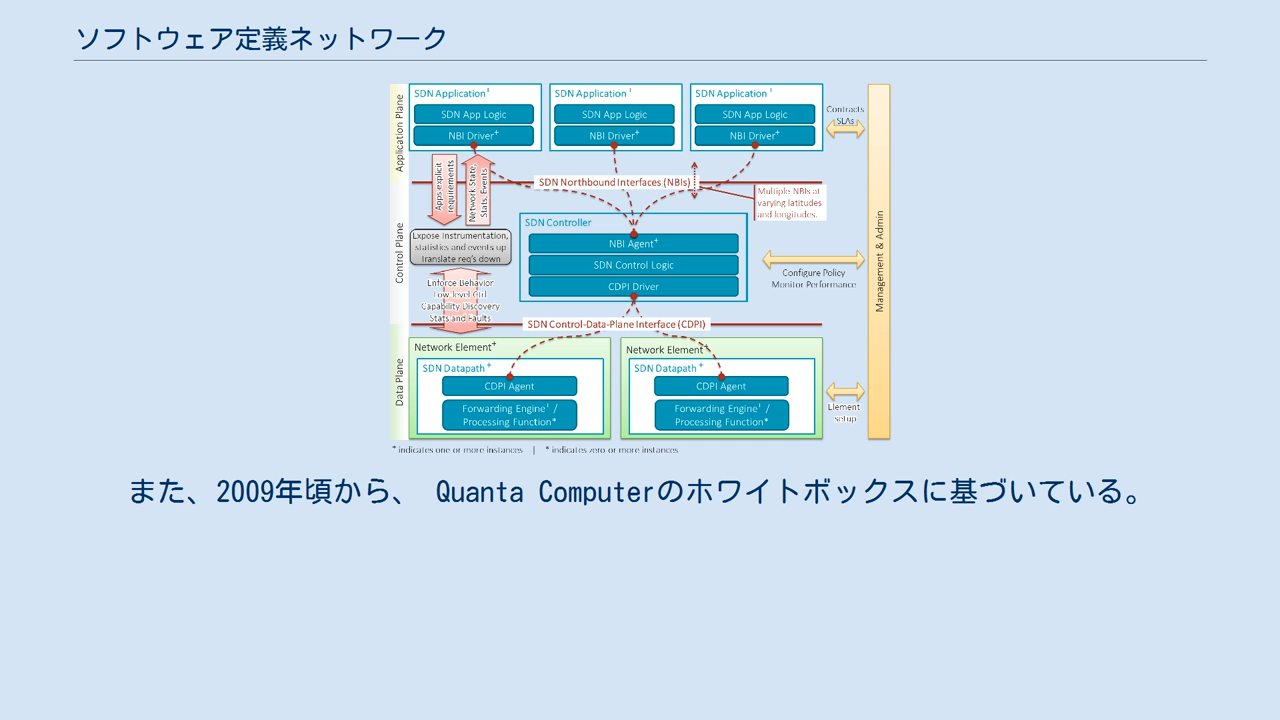 ソフトウェア定義ネットワーク
Application Plane
SDN Application⁺
SDN App Logic
NBI Driver⁺
SDN Application⁺
SDN App Logic
NBI Driver⁺
SDN Application⁺
SDN App Logic
NBI Driver⁺
Contracts
SLAs
Apps explicit
requirements
Network State,
Stats, Events
SDN Northbound Interfaces (NBIs)
Multiple NBIs at
varying latitudes
and longitudes.
Control Plane
Expose Instrumentation,
statistics and events up
Translate req's down
SDN Controller
NBI Agent⁺
SDN Control Logic
CDPI Driver
Configure Policy
Monitor Performance
Management & Admin
Enforce Behavior
Low-level Ctrl
Capability Discovery
Stats and Faults
SDN Control-Data-Plane Interface (CDPI)
Data Plane
Network Element⁺
SDN Datapath⁺
CDPI Agent
Forwarding Engine⁺ /
Processing Function*
Network Element⁺
SDN Datapath⁺
CDPI Agent
Forwarding Engine⁺ /
Processing Function*
Element
setup
⁺ indicates one or more instances | * indicates zero or more instances
また、2009年頃から、 Quanta Computerのホワイトボックスに基づいている。